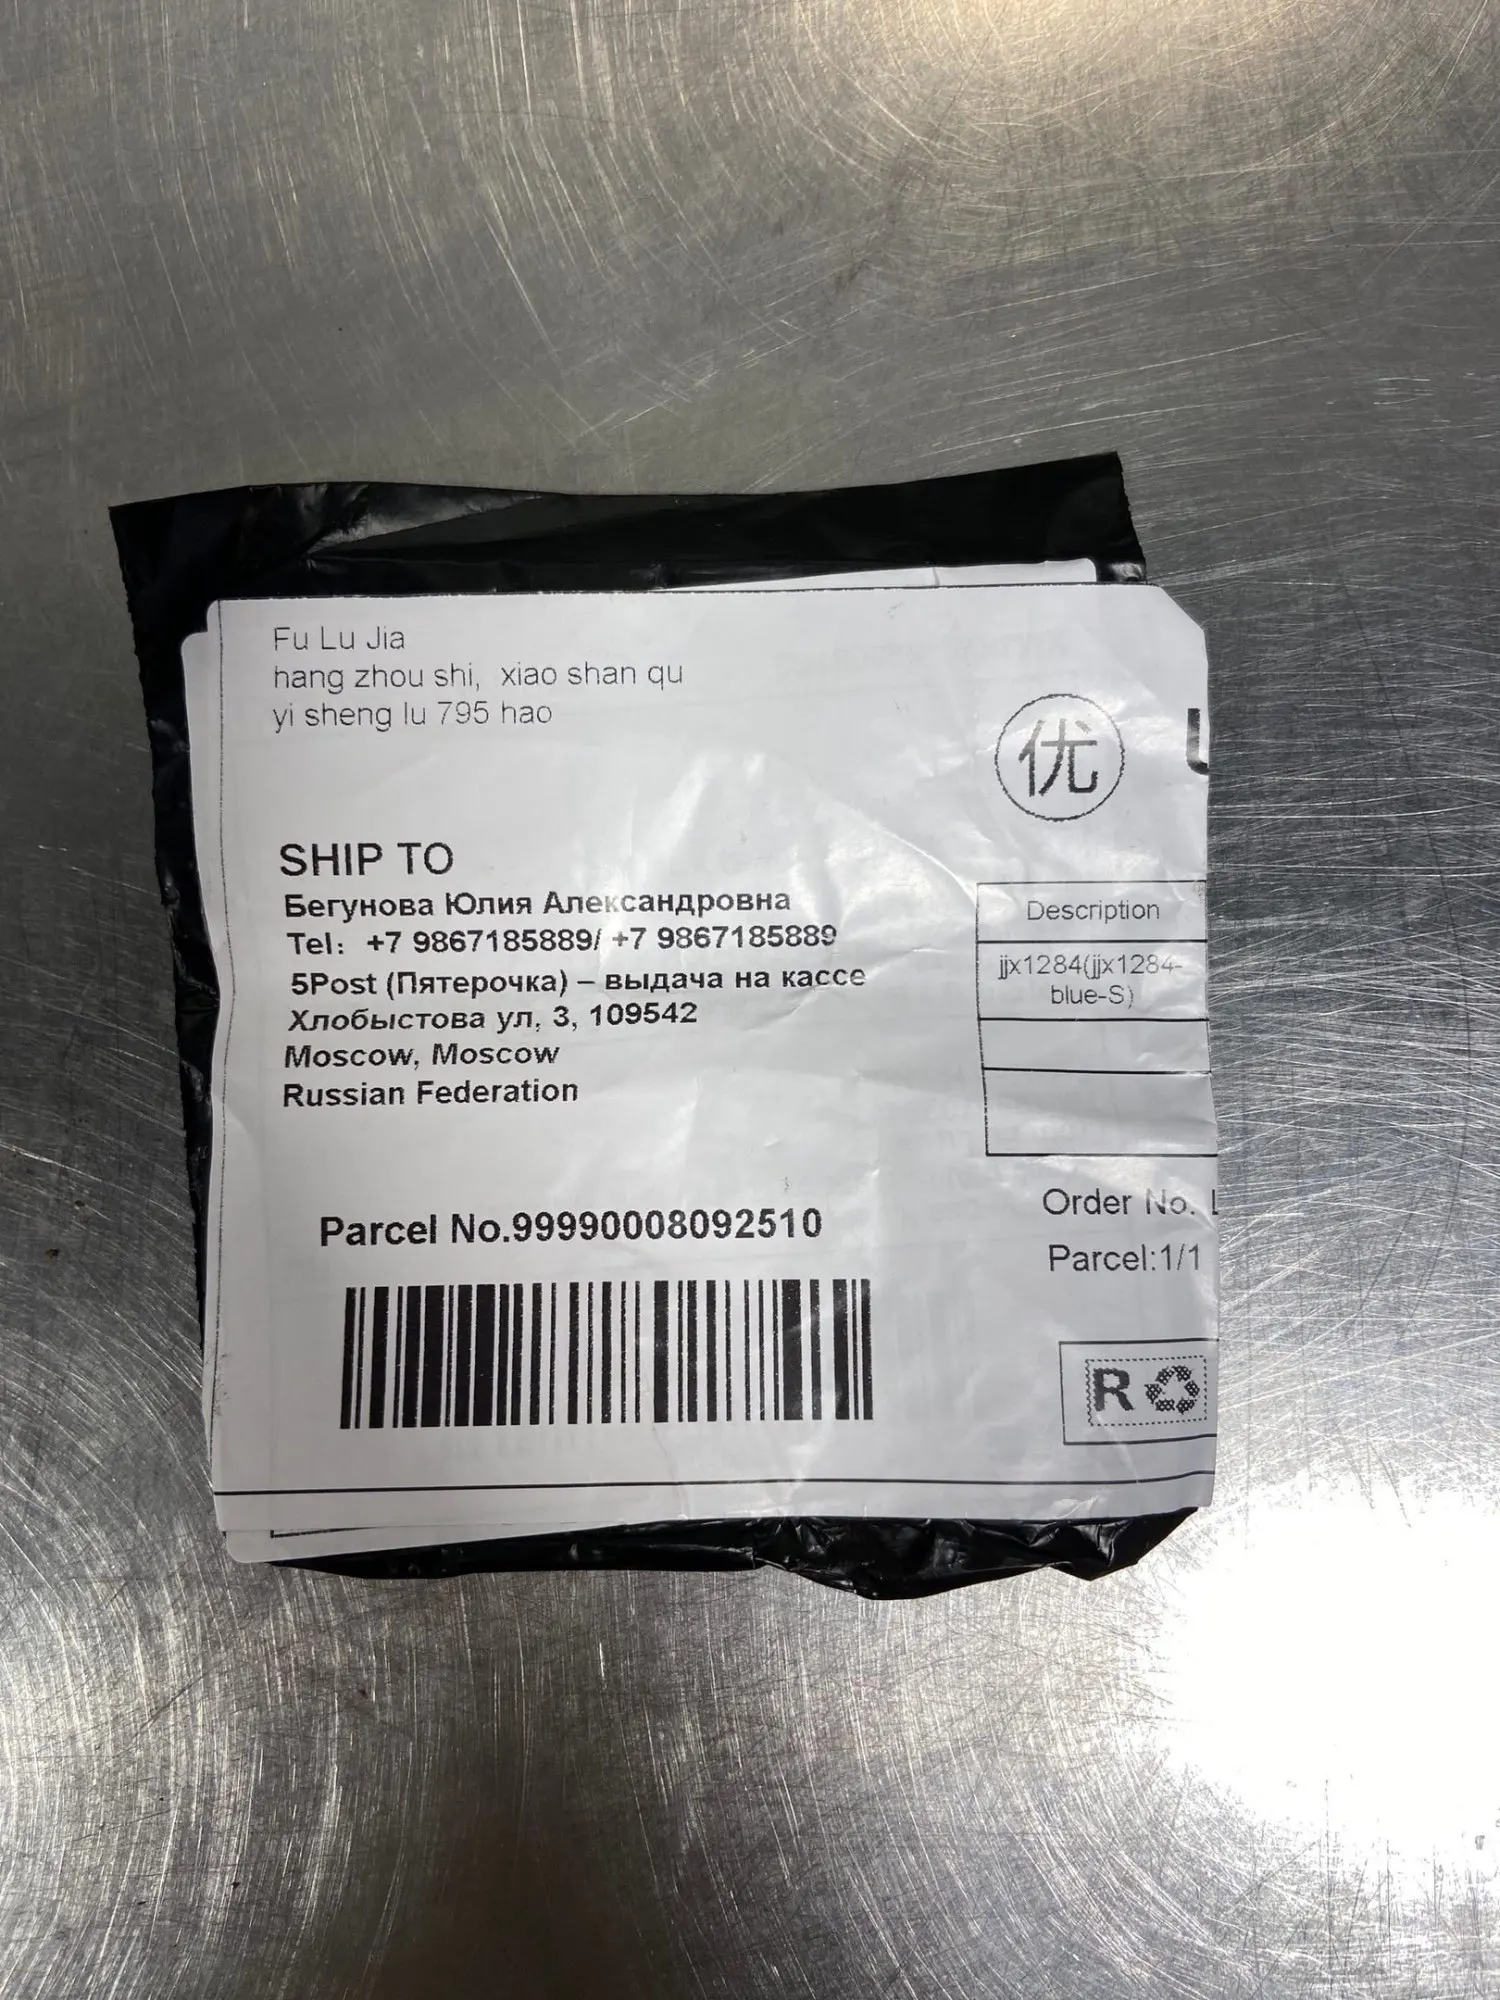 Fu Lu Jia
hang zhou shi, xiao shan qu
yi sheng lu 795 hao
优
SHIP TO
Бегунова Юлия Александровна
Tel: +7 9867185889/ +7 9867185889
5Post (Пятерочка) – выдача на кассе
Хлобыстова ул, 3, 109542
Moscow, Moscow
Russian Federation
Description
jjx1284(jjx1284-
blue-S)
Parcel No.99990008092510
Order No.
Parcel:1/1
R